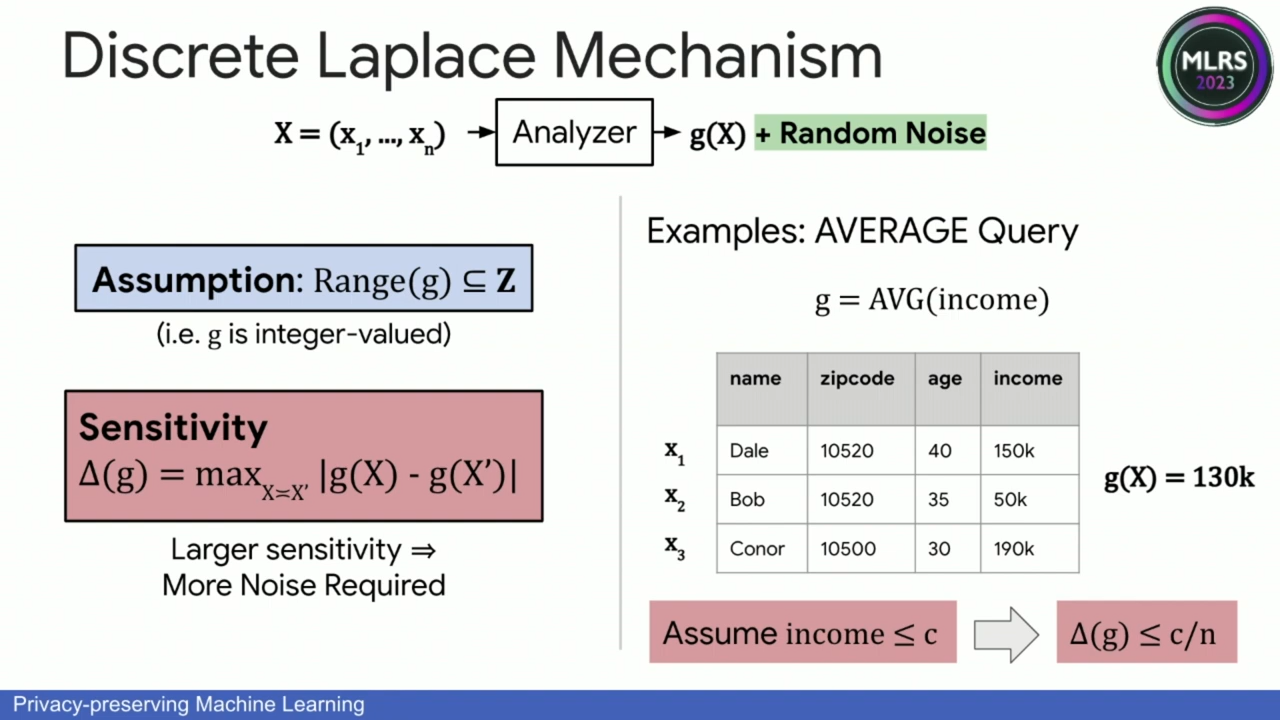 Discrete Laplace Mechanism
MLRS
2023
X = (x1, ..., xn)
Analyzer
g(X) + Random Noise
Assumption: Range(g) ⊆ Z
(i.e. g is integer-valued)
Sensitivity
Δ(g) = maxX≍X' |g(X) - g(X')|
Larger sensitivity ⇒
More Noise Required
Examples: AVERAGE Query
g = AVG(income)
name zipcode age income
x1 Dale 10520 40 150k
x2 Bob 10520 35 50k
x3 Conor 10500 30 190k
g(X) = 130k
Assume income ≤ c
Δ(g) ≤ c/n
Privacy-preserving Machine Learning